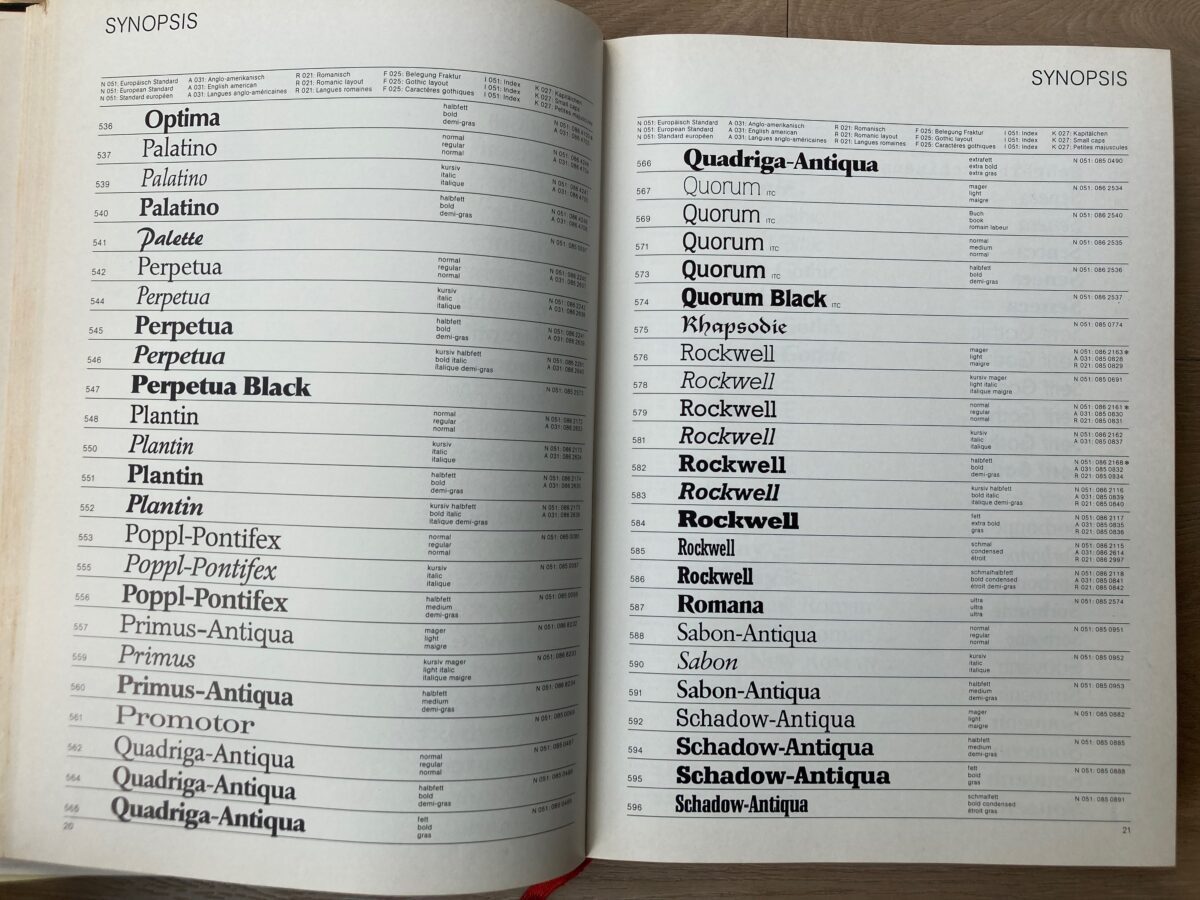 SYNOPSIS
N 051: Europäisch Standard A 031: Anglo-amerikanisch R 021: Romanisch F 025: Belegung Fraktur I 051: Index K 027: Kapitälchen
N 051: European Standard A 031: English american R 021: Romanic layout F 025: Gothic layout I 051: Index K 027: Small caps
N 051: Standard européen A 031: Langues anglo-américaines R 021: Langues romaines F 025: Caractères gothiques I 051: Index K 027: Petites majuscules
536 Optima halbfett
bold
demi-gras
537 Palatino normal
regular
normal
539 Palatino kursiv
italic
italique
540 Palatino halbfett
bold
demi-gras
541 Palette
542 Perpetua normal
regular
normal
544 Perpetua kursiv
italic
italique
545 Perpetua halbfett
bold
demi-gras
546 Perpetua kursiv halbfett
bold italic
italique demi-gras
547 Perpetua Black
548 Plantin normal
regular
normal
550 Plantin kursiv
italic
italique
551 Plantin halbfett
bold
demi-gras
552 Plantin kursiv halbfett
bold italic
italique demi-gras
553 Poppl-Pontifex normal
regular
normal
555 Poppl-Pontifex kursiv
italic
italique
556 Poppl-Pontifex halbfett
medium
demi-gras
557 Primus-Antiqua mager
light
maigre
559 Primus kursiv mager
light italic
italique maigre
560 Primus-Antiqua halbfett
medium
demi-gras
561 Promotor
562 Quadriga-Antiqua normal
regular
normal
564 Quadriga-Antiqua halbfett
bold
demi-gras
565 Quadriga-Antiqua fett
bold
gras
20
SYNOPSIS
N 051: Europäisch Standard A 031: Anglo-amerikanisch R 021: Romanisch F 025: Belegung Fraktur I 051: Index K 027: Kapitälchen
N 051: European Standard A 031: English american R 021: Romanic layout F 025: Gothic layout I 051: Index K 027: Small caps
N 051: Standard européen A 031: Langues anglo-américaines R 021: Langues romaines F 025: Caractères gothiques I 051: Index K 027: Petites majuscules
566 Quadriga-Antiqua extrafett N 051: 085 0490
extra bold
extra gras
567 Quorum ITC mager N 051: 086 2534
light
maigre
569 Quorum ITC Buch N 051: 086 2540
book
romain labeur
571 Quorum ITC normal N 051: 086 2535
medium
normal
573 Quorum ITC halbfett N 051: 086 2536
bold
demi-gras
574 Quorum Black ITC N 051: 086 2537
575 Rhapsodie N 051: 085 0774
576 Rockwell mager N 051: 086 2163 *
light A 031: 085 0828
maigre R 021: 085 0829
578 Rockwell kursiv mager N 051: 085 0691
light italic
italique maigre
579 Rockwell normal N 051: 086 2161 *
regular A 031: 085 0830
normal R 021: 085 0831
581 Rockwell kursiv N 051: 086 2162
italic A 031: 085 0837
italique
582 Rockwell halbfett N 051: 086 2168 *
bold A 031: 085 0832
demi-gras R 021: 085 0834
583 Rockwell kursiv halbfett N 051: 086 2116
bold italic A 031: 085 0839
italique demi-gras R 021: 085 0840
584 Rockwell fett N 051: 086 2117
extra bold A 031: 085 0835
gras R 021: 085 0836
585 Rockwell schmal N 051: 086 2115
condensed A 031: 086 2614
étroit R 021: 086 2997
586 Rockwell schmalhalbfett N 051: 086 2118
bold condensed A 031: 085 0841
étroit demi-gras R 021: 085 0842
587 Romana ultra N 051: 085 2574
ultra
ultra
588 Sabon-Antiqua normal N 051: 085 0951
regular
normal
590 Sabon kursiv N 051: 085 0952
italic
italique
591 Sabon-Antiqua halbfett N 051: 085 0953
medium
demi-gras
592 Schadow-Antiqua mager N 051: 085 0882
light
maigre
594 Schadow-Antiqua halbfett N 051: 085 0885
medium
demi-gras
595 Schadow-Antiqua fett N 051: 085 0888
bold
gras
596 Schadow-Antiqua schmalfett N 051: 085 0891
bold condensed
étroit gras
21